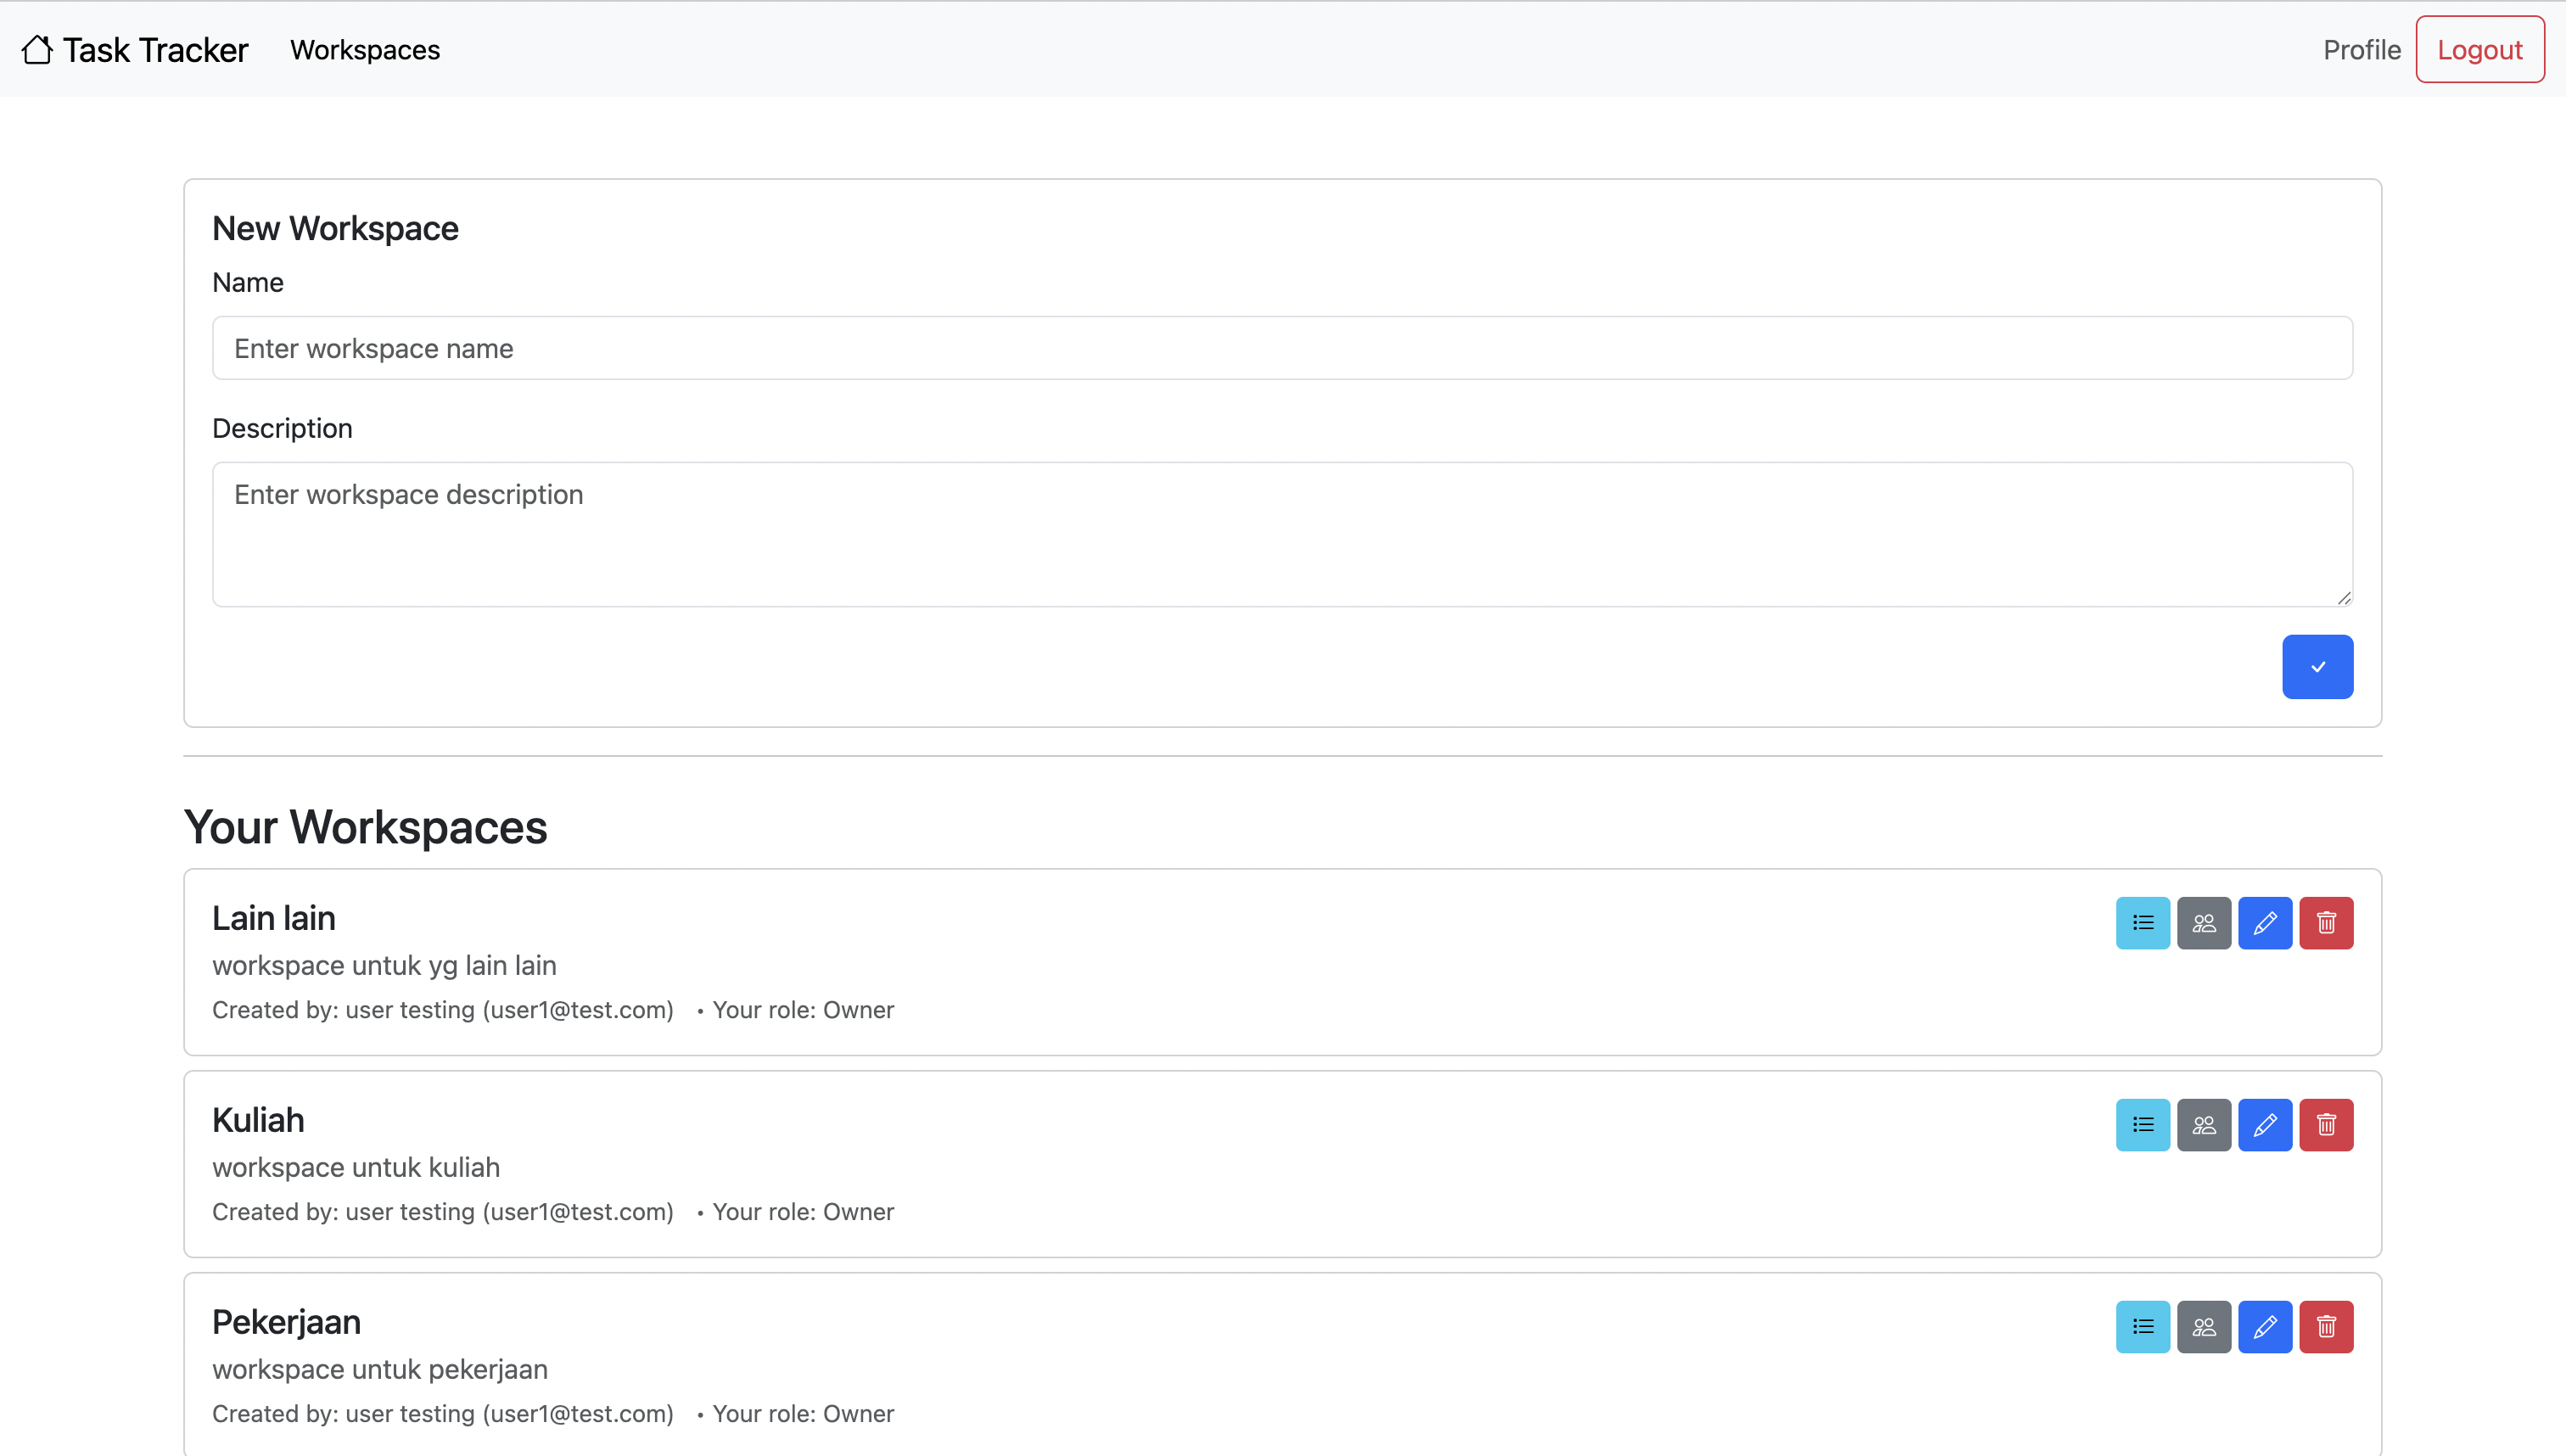 Task Tracker Workspaces Profile Logout
New Workspace
Name
Enter workspace name
Description
Enter workspace description
Your Workspaces
Lain lain
workspace untuk yg lain lain
Created by: user testing (user1@test.com) • Your role: Owner
Kuliah
workspace untuk kuliah
Created by: user testing (user1@test.com) • Your role: Owner
Pekerjaan
workspace untuk pekerjaan
Created by: user testing (user1@test.com) • Your role: Owner